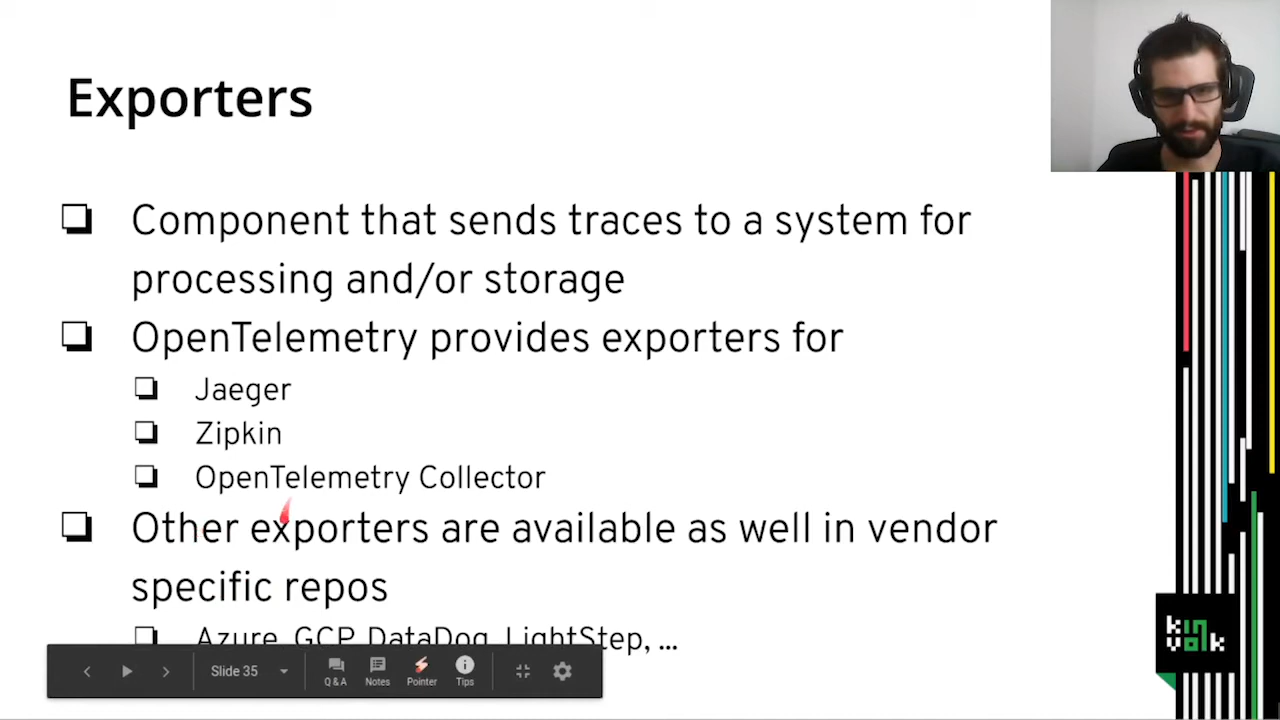 Exporters
Component that sends traces to a system for
processing and/or storage
OpenTelemetry provides exporters for
Jaeger
Zipkin
OpenTelemetry Collector
Other exporters are available as well in vendor
specific repos
Azure, GCP, DataDog, LightStep, ...
Slide 35
Q & A
Notes
Pointer
Tips
kin
volk